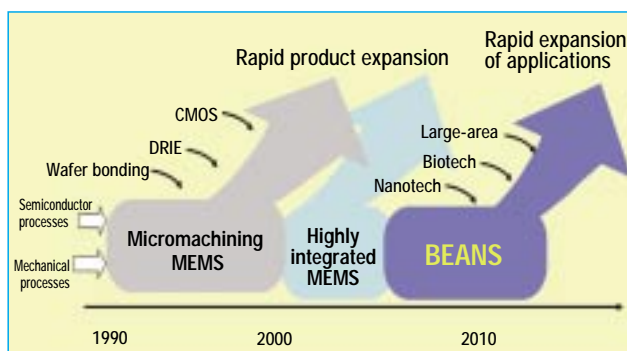 Rapid product expansion
Rapid expansion
of applications
CMOS
DRIE
Wafer bonding
Large-area
Biotech
Nanotech
Semiconductor
processes
Mechanical
processes
Micromachining
MEMS
Highly
integrated
MEMS
BEANS
1990
2000
2010